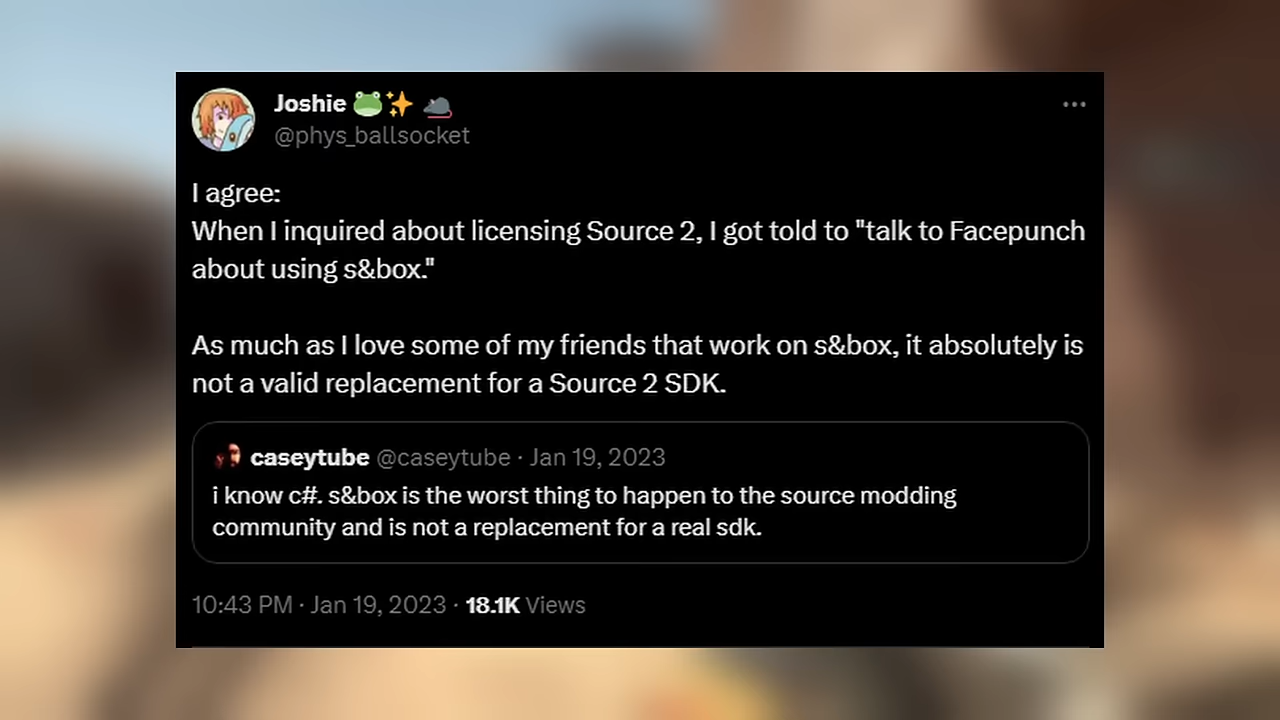 Joshie 🐸✨ 🐀
@phys_ballsocket
I agree:
When I inquired about licensing Source 2, I got told to "talk to Facepunch
about using s&box."
As much as I love some of my friends that work on s&box, it absolutely is
not a valid replacement for a Source 2 SDK.
caseytube @caseytube · Jan 19, 2023
i know c#. s&box is the worst thing to happen to the source modding
community and is not a replacement for a real sdk.
10:43 PM · Jan 19, 2023 · 18.1K Views